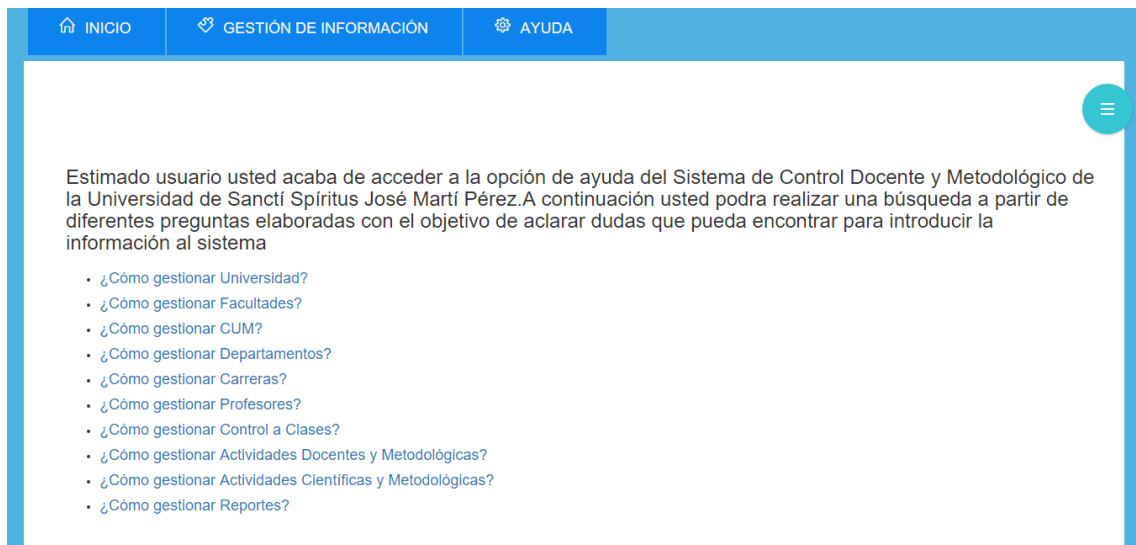 INICIO GESTIÓN DE INFORMACIÓN AYUDA
Estimado usuario usted acaba de acceder a la opción de ayuda del Sistema de Control Docente y Metodológico de
la Universidad de Sanctí Spíritus José Martí Pérez.A continuación usted podra realizar una búsqueda a partir de
diferentes preguntas elaboradas con el objetivo de aclarar dudas que pueda encontrar para introducir la
información al sistema
• ¿Cómo gestionar Universidad?
• ¿Cómo gestionar Facultades?
• ¿Cómo gestionar CUM?
• ¿Cómo gestionar Departamentos?
• ¿Cómo gestionar Carreras?
• ¿Cómo gestionar Profesores?
• ¿Cómo gestionar Control a Clases?
• ¿Cómo gestionar Actividades Docentes y Metodológicas?
• ¿Cómo gestionar Actividades Científicas y Metodológicas?
• ¿Cómo gestionar Reportes?